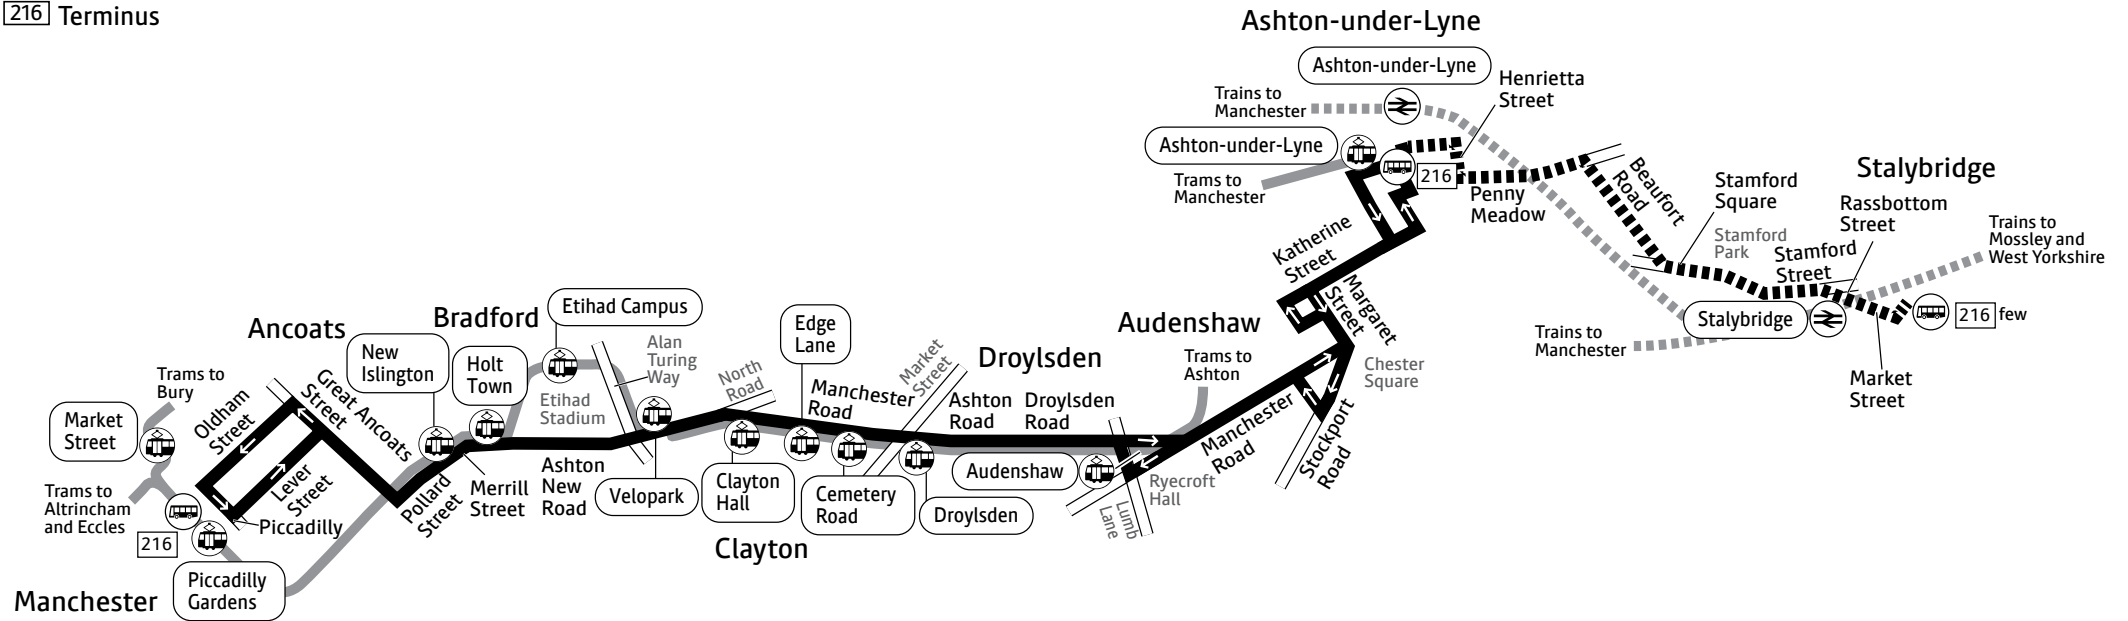 216 Terminus
Ashton-under-Lyne
Ashton-under-Lyne
Henrietta
Street
Trains to
Manchester
Ashton-under-Lyne
Trams to
Manchester
216
Penny
Meadow
Beaufort
Road
Stamford
Square
Stamford
Park
Stamford
Street
Stalybridge
Rassbottom
Street
Trains to
Mossley and
West Yorkshire
Stalybridge
216 few
Trains to
Manchester
Market
Street
Katherine
Street
Margaret
Street
Chester
Square
Audenshaw
Trams to
Ashton
Manchester
Road
Stockport
Road
Ryecroft
Hall
Lumb
Lane
Audenshaw
Droylsden
Ashton
Road
Droylsden
Road
Market
Street
Droylsden
Edge
Lane
Manchester
Road
Cemetery
Road
North
Road
Clayton
Hall
Clayton
Alan
Turing
Way
Velopark
Etihad Campus
Etihad
Stadium
Bradford
Holt
Town
Ashton
New
Road
Merrill
Street
Pollard
Street
New
Islington
Ancoats
Great Ancoats
Street
Oldham
Street
Lever
Street
Piccadilly
Trams to
Bury
Market
Street
Trams to
Altrincham
and Eccles
216
Piccadilly
Gardens
Manchester